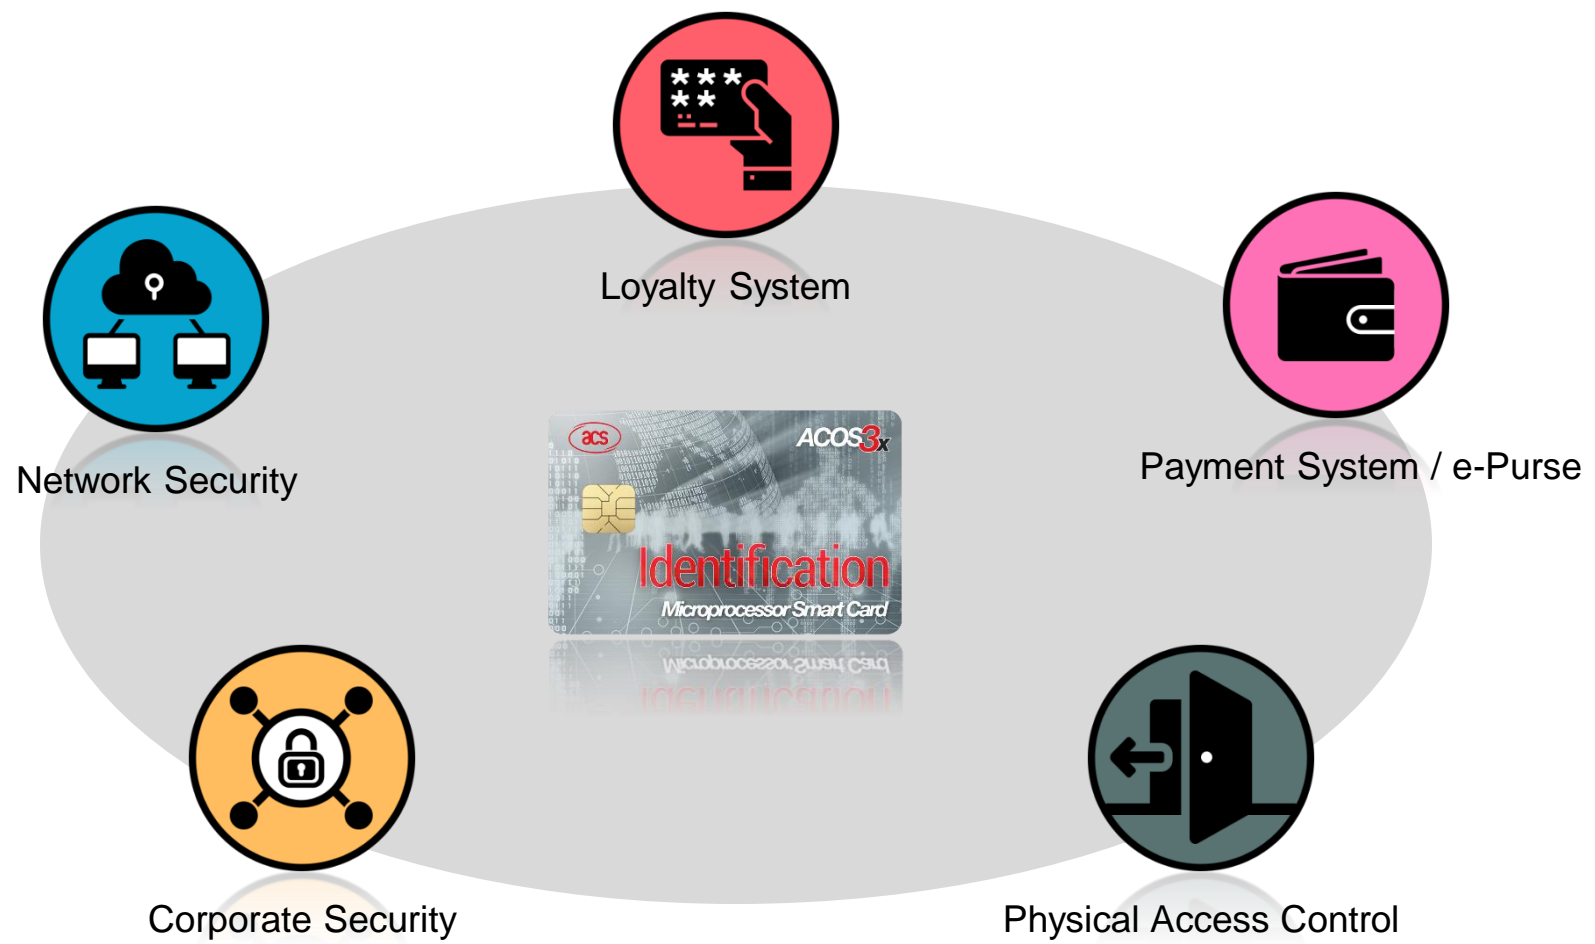 ***
**
Loyalty System
Network Security
Payment System / e-Purse
acs
ACOS3x
Identification
Microprocessor Smart Card
Corporate Security
Physical Access Control